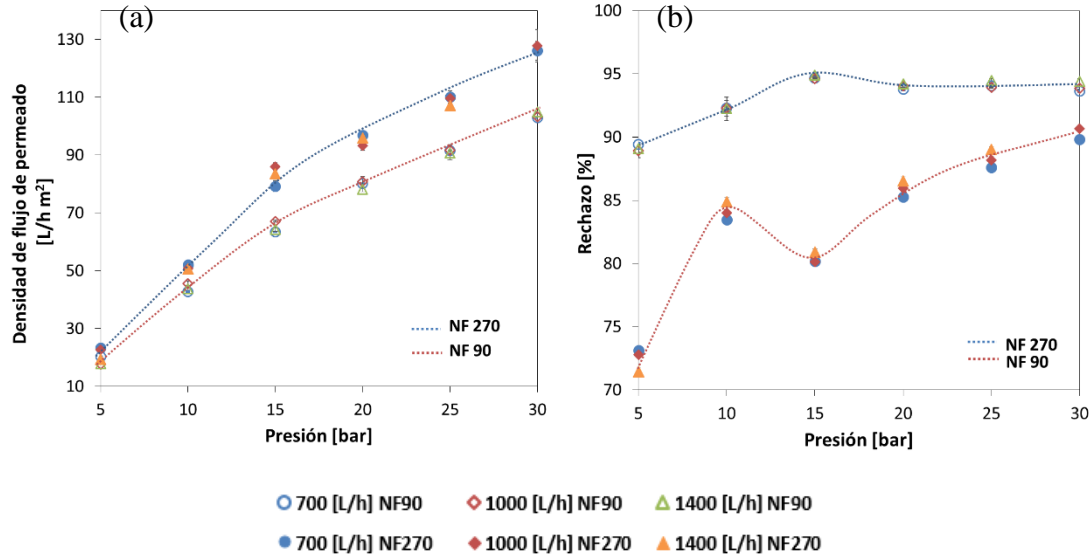 (a)
Densidad de flujo de permeado
[L/h m²]
130
110
90
70
50
30
10
5
10
15
20
25
30
Presión [bar]
NF 270
NF 90
(b)
Rechazo [%]
100
95
90
85
80
75
70
5
10
15
20
25
30
Presión [bar]
NF 270
NF 90
700 [L/h] NF90
1000 [L/h] NF90
1400 [L/h] NF90
700 [L/h] NF270
1000 [L/h] NF270
1400 [L/h] NF270